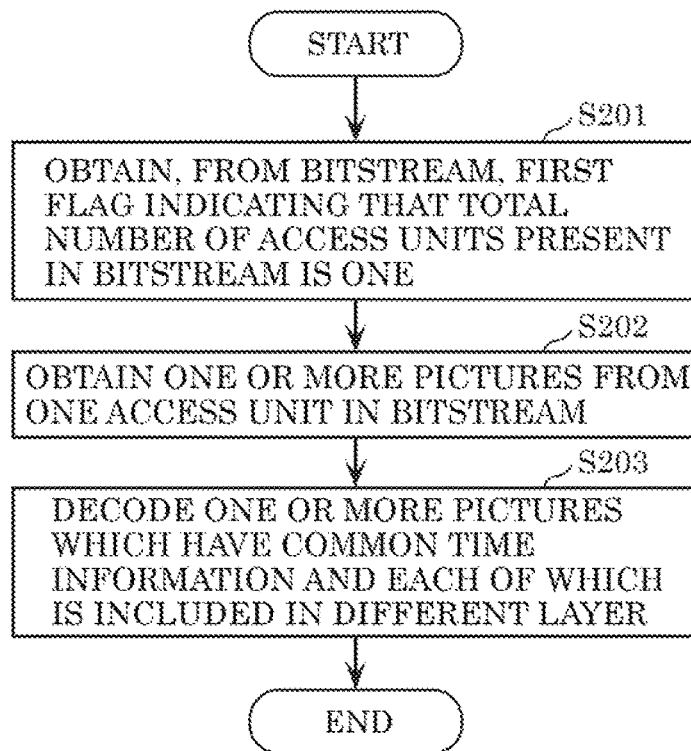 START
S201
OBTAIN, FROM BITSTREAM, FIRST
FLAG INDICATING THAT TOTAL
NUMBER OF ACCESS UNITS PRESENT
IN BITSTREAM IS ONE
S202
OBTAIN ONE OR MORE PICTURES FROM
ONE ACCESS UNIT IN BITSTREAM
S203
DECODE ONE OR MORE PICTURES
WHICH HAVE COMMON TIME
INFORMATION AND EACH OF WHICH
IS INCLUDED IN DIFFERENT LAYER
END